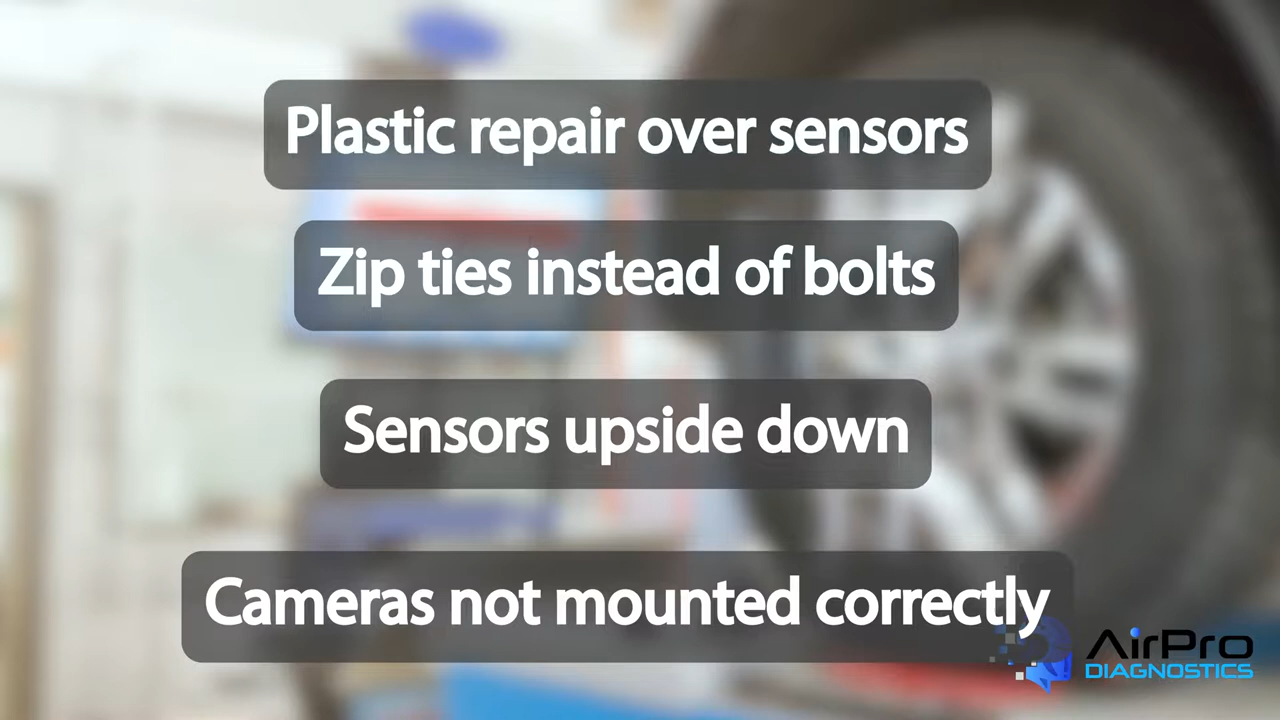 Plastic repair over sensors
Zip ties instead of bolts
Sensors upside down
Cameras not mounted correctly
AirPro
DIAGNOSTICS